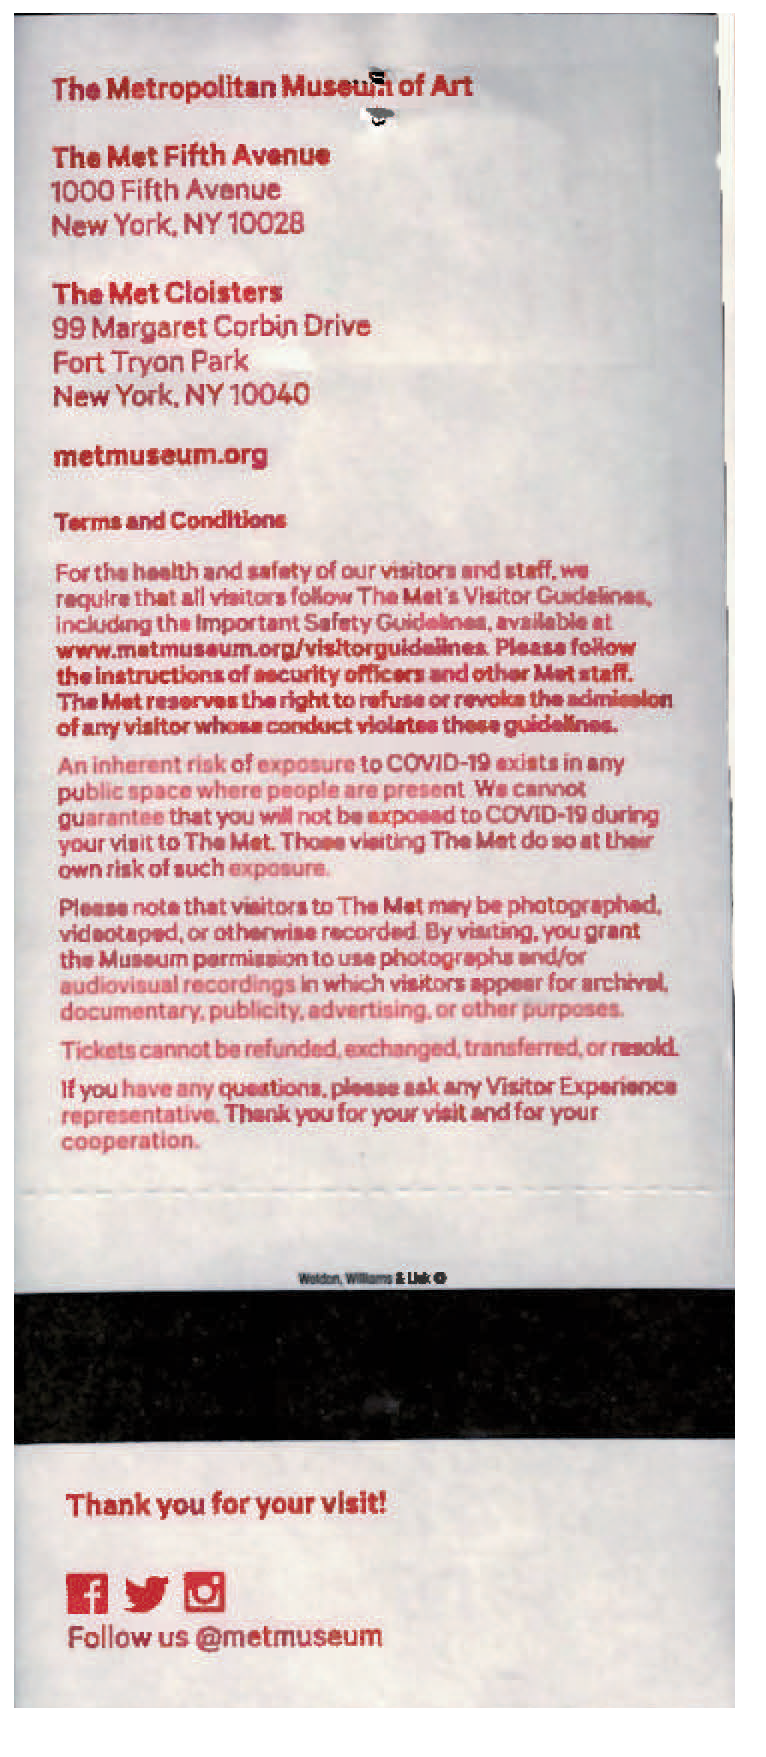 The Metropolitan Museum of Art
The Met Fifth Avenue
1000 Fifth Avenue
New York, NY 10028
The Met Cloisters
99 Margaret Corbin Drive
Fort Tryon Park
New York, NY 10040
metmuseum.org
Terms and Conditions
For the health and safety of our visitors and staff, we
require that all visitors follow The Met's Visitor Guidelines,
including the Important Safety Guidelines, available at
www.metmuseum.org/visitorguidelines. Please follow
the instructions of security officers and other Met staff.
The Met reserves the right to refuse or revoke the admission
of any visitor whose conduct violates these guidelines.
An inherent risk of exposure to COVID-19 exists in any
public space where people are present. We cannot
guarantee that you will not be exposed to COVID-19 during
your visit to The Met. Those visiting The Met do so at their
own risk of such exposure.
Please note that visitors to The Met may be photographed,
videotaped, or otherwise recorded. By visiting, you grant
the Museum permission to use photographs and/or
audiovisual recordings in which visitors appear for archival,
documentary, publicity, advertising, or other purposes.
Tickets cannot be refunded, exchanged, transferred, or resold.
If you have any questions, please ask any Visitor Experience
representative. Thank you for your visit and for your
cooperation.
Weldon, Williams & Lick
Thank you for your visit!
Follow us @metmuseum